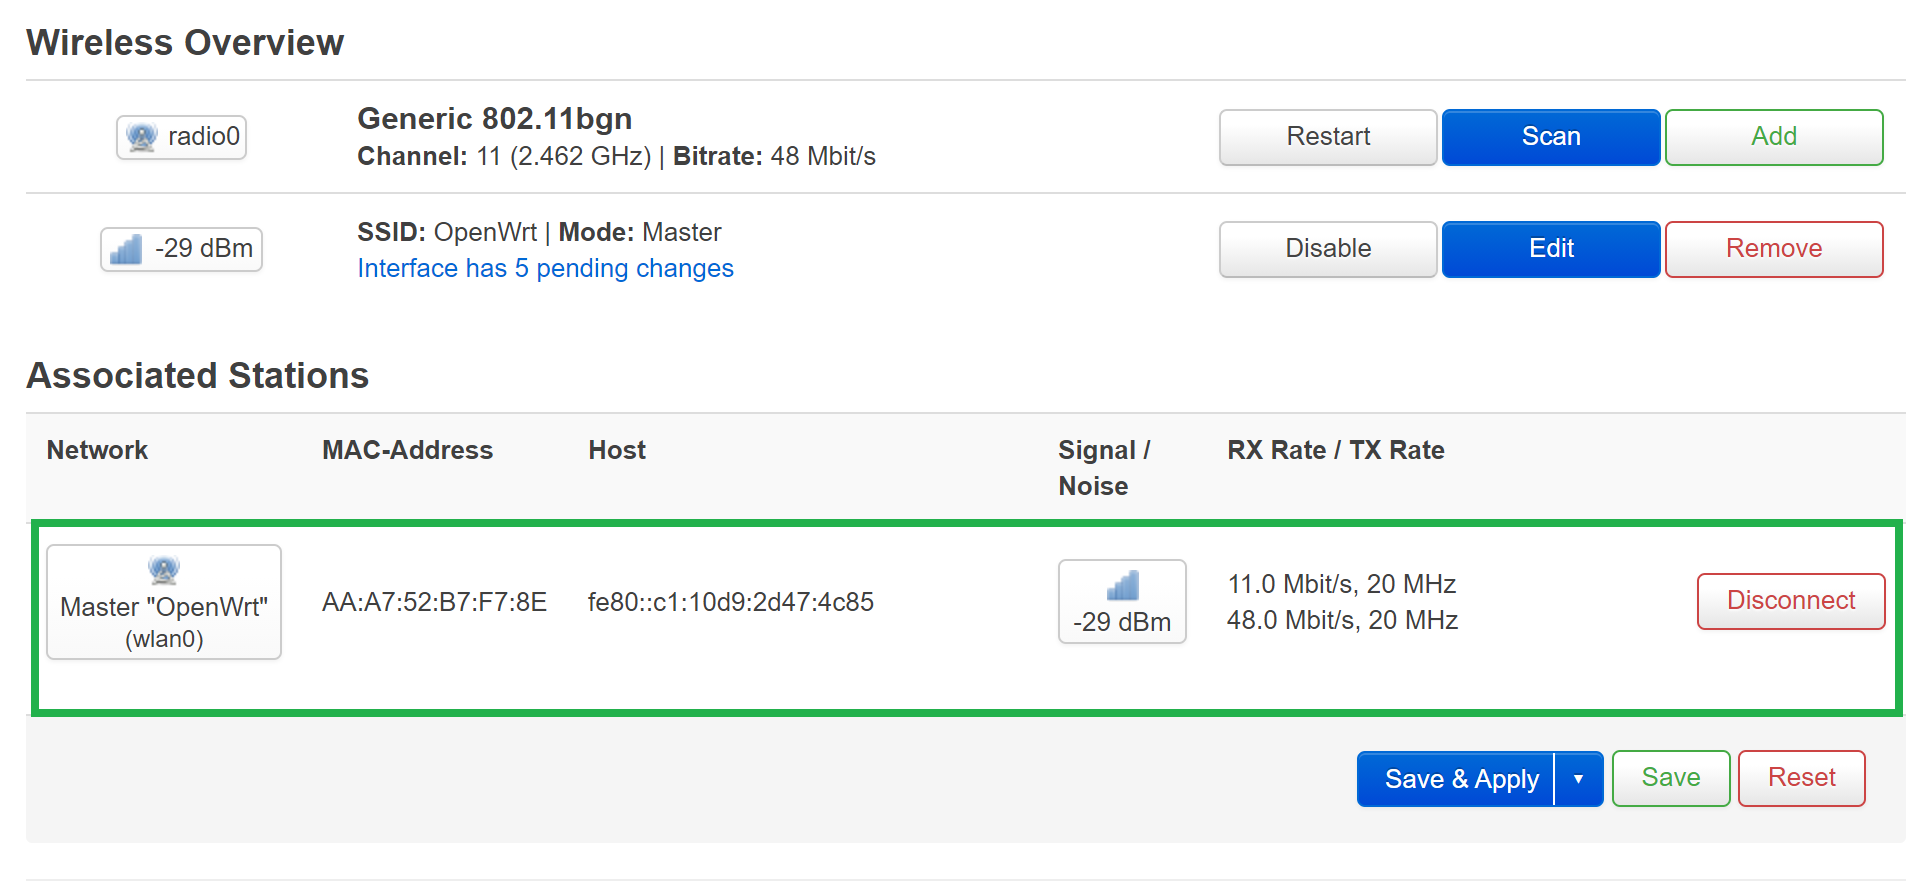 Wireless Overview
radio0
Generic 802.11bgn
Channel: 11 (2.462 GHz) | Bitrate: 48 Mbit/s
Restart
Scan
Add
-29 dBm
SSID: OpenWrt | Mode: Master
Interface has 5 pending changes
Disable
Edit
Remove
Associated Stations
Network
MAC-Address
Host
Signal /
Noise
RX Rate / TX Rate
Master "OpenWrt"
(wlan0)
AA:A7:52:B7:F7:8E
fe80::c1:10d9:2d47:4c85
-29 dBm
11.0 Mbit/s, 20 MHz
48.0 Mbit/s, 20 MHz
Disconnect
Save & Apply
Save
Reset